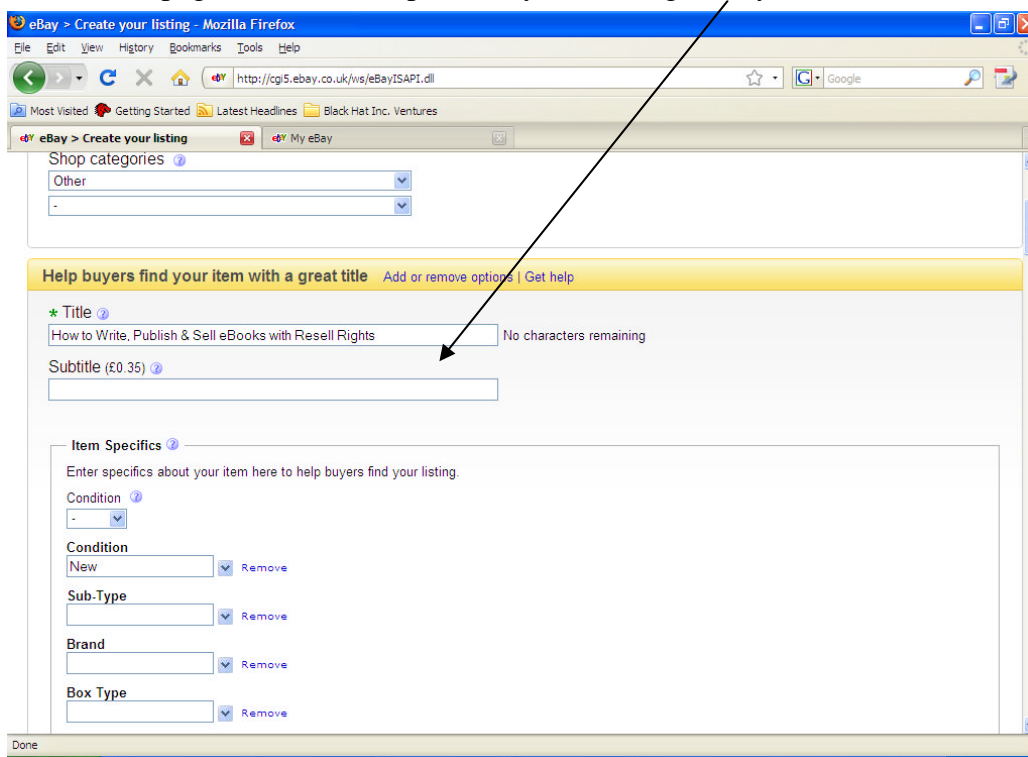 eBay > Create your listing - Mozilla Firefox
File Edit View History Bookmarks Tools Help
http://cgi5.ebay.co.uk/ws/eBayISAPI.dll
G Google
Most Visited Getting Started Latest Headlines Black Hat Inc. Ventures
eBay > Create your listing My eBay
Shop categories ?
Other
-
Help buyers find your item with a great title Add or remove options | Get help
* Title ?
How to Write, Publish & Sell eBooks with Resell Rights No characters remaining
Subtitle (£0.35) ?
Item Specifics ?
Enter specifics about your item here to help buyers find your listing.
Condition ?
-
Condition
New Remove
Sub-Type
Remove
Brand
Remove
Box Type
Remove
Done